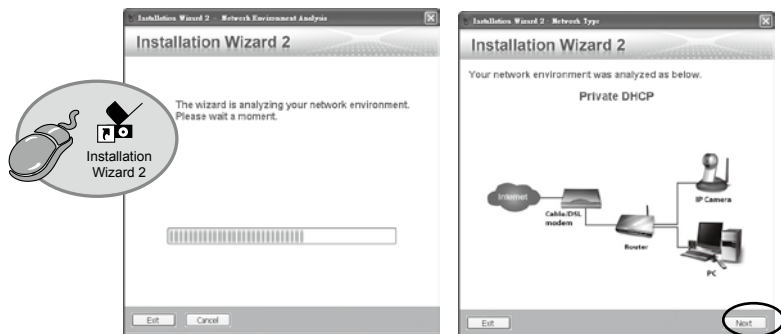 Installation
Wizard 2
Installation Wizard 2 - Network Environment Analysis
Installation Wizard 2
The wizard is analyzing your network environment.
Please wait a moment.
Exit
Cancel
Installation Wizard 2 - Network Type
Installation Wizard 2
Your network environment was analyzed as below.
Private DHCP
Internet
Cable/DSL
modem
Router
IP Camera
PC
Exit
Next